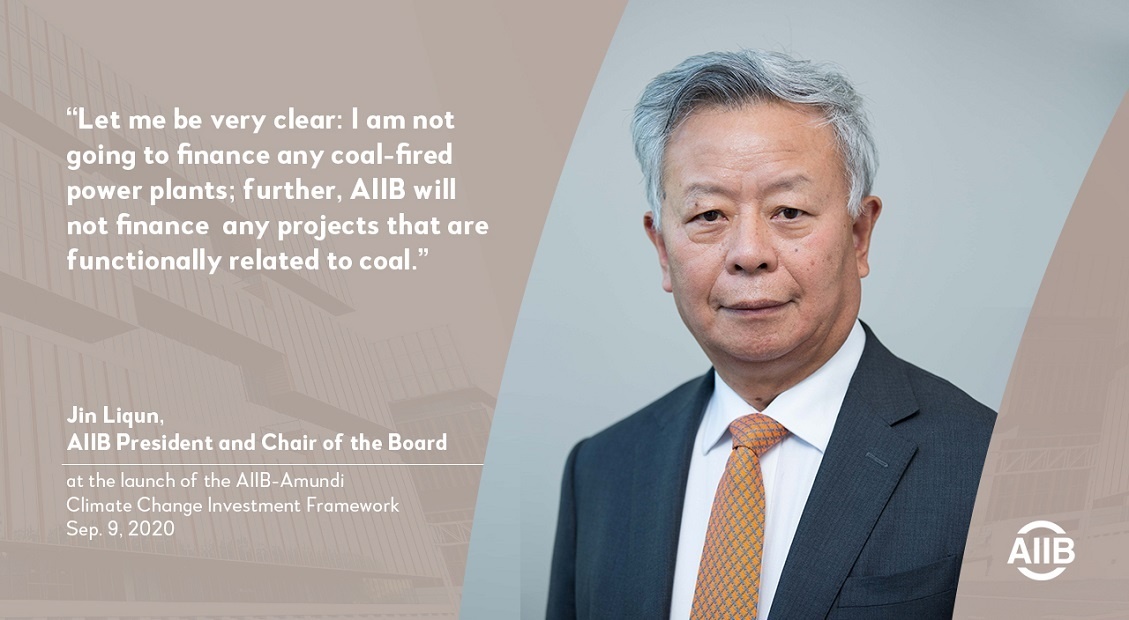 “Let me be very clear: I am not
going to finance any coal-fired
power plants; further, AIIB will
not finance  any projects that are
functionally related to coal.”
Jin Liqun,
AIIB President and Chair of the Board
at the launch of the AIIB-Amundi
Climate Change Investment Framework
Sep. 9, 2020
AIIB